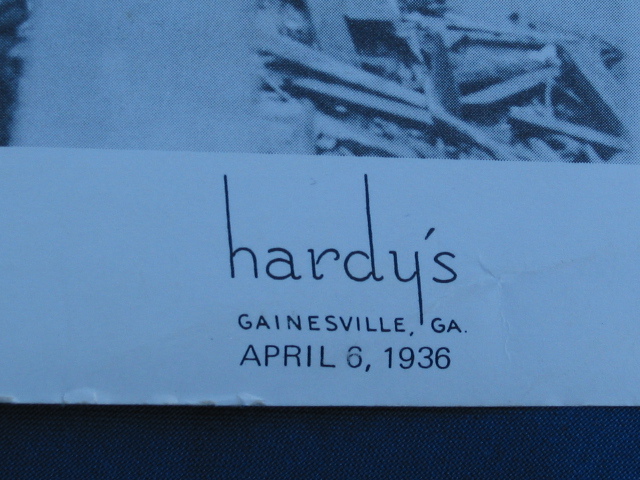 hardy's
GAINESVILLE, GA.
APRIL 6, 1936